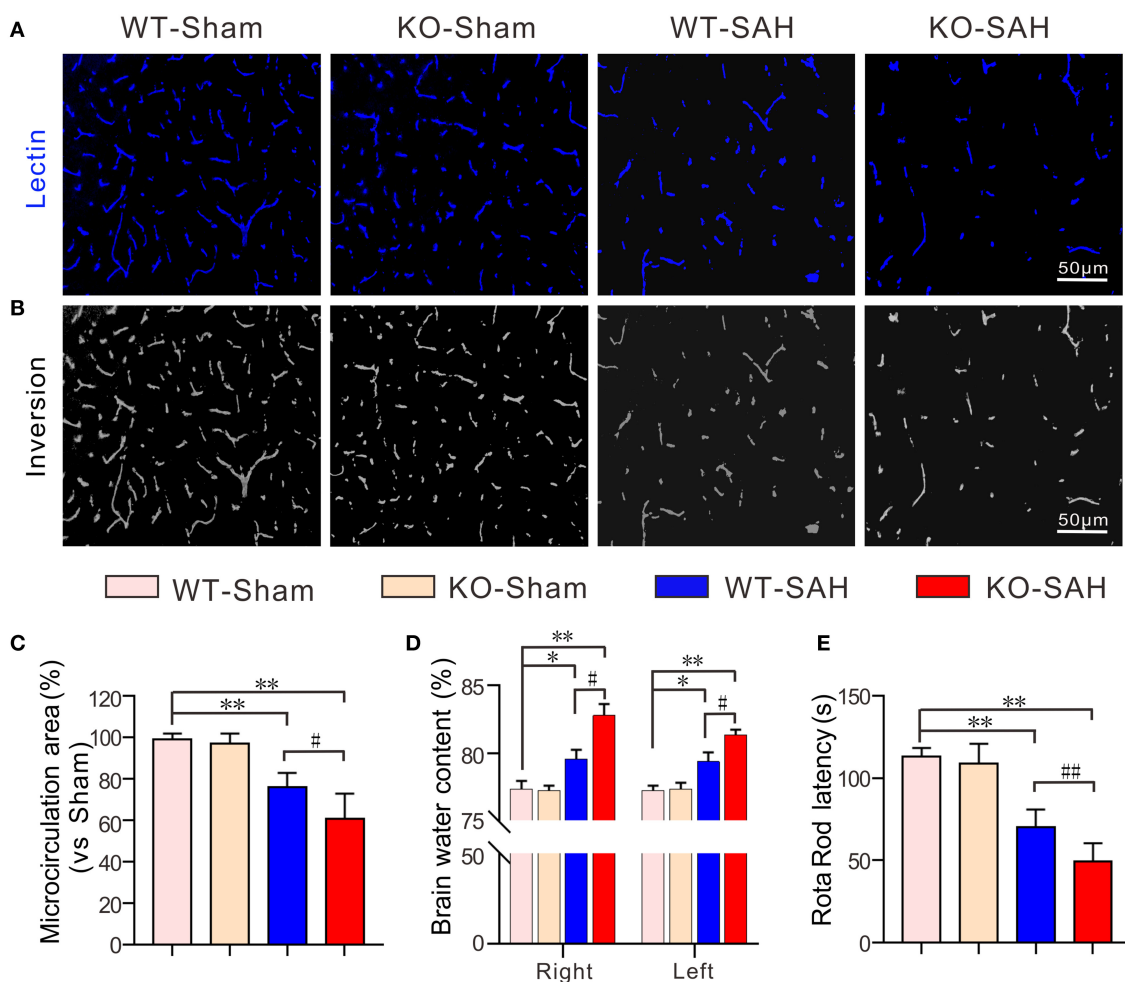 A
WT-Sham KO-Sham WT-SAH KO-SAH
Lectin
50μm
B
Inversion
50μm
WT-Sham KO-Sham WT-SAH KO-SAH
C
Microcirculation area (%)
(vs Sham)
120
100
80
60
40
20
0
**
**
#
D
Brain water content (%)
85
80
75
50
0
**
*
#
**
*
#
Right Left
E
Rota Rod latency (s)
150
100
50
0
**
**
##